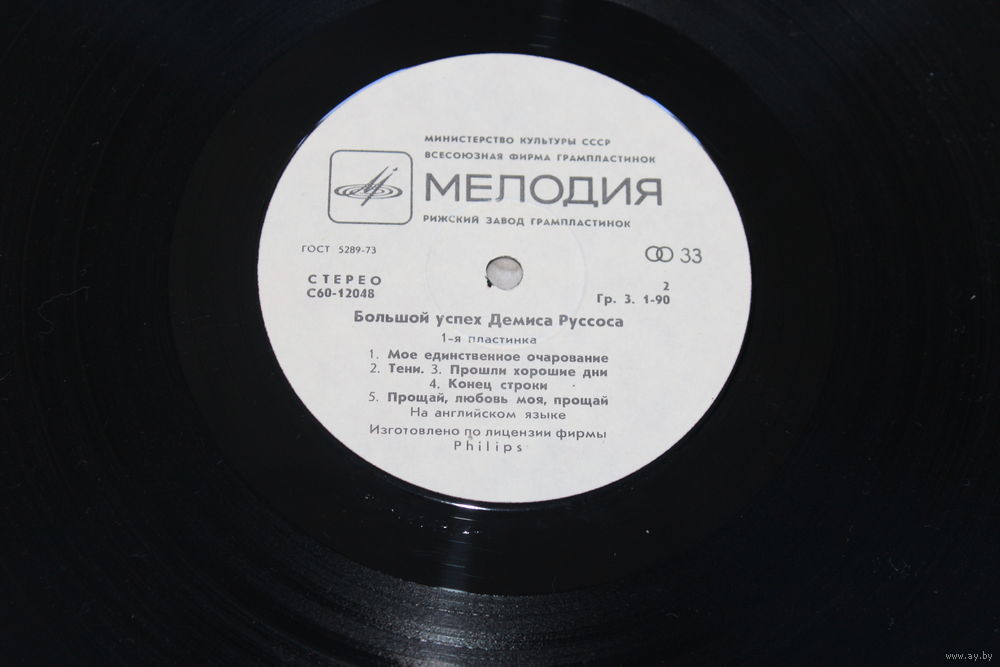 МИНИСТЕРСТВО КУЛЬТУРЫ СССР
ВСЕСОЮЗНАЯ ФИРМА ГРАМПЛАСТИНОК
МЕЛОДИЯ
РИЖСКИЙ ЗАВОД ГРАМПЛАСТИНОК
ГОСТ 5289-73
33
СТЕРЕО
С60-12048
2
Гр. 3. 1-90
Большой успех Демиса Руссоса
1-я пластинка
1. Мое единственное очарование
2. Тени. 3. Прошли хорошие дни
4. Конец строки
5. Прощай, любовь моя, прощай
На английском языке
Изготовлено по лицензии фирмы
Philips
www.ay.by